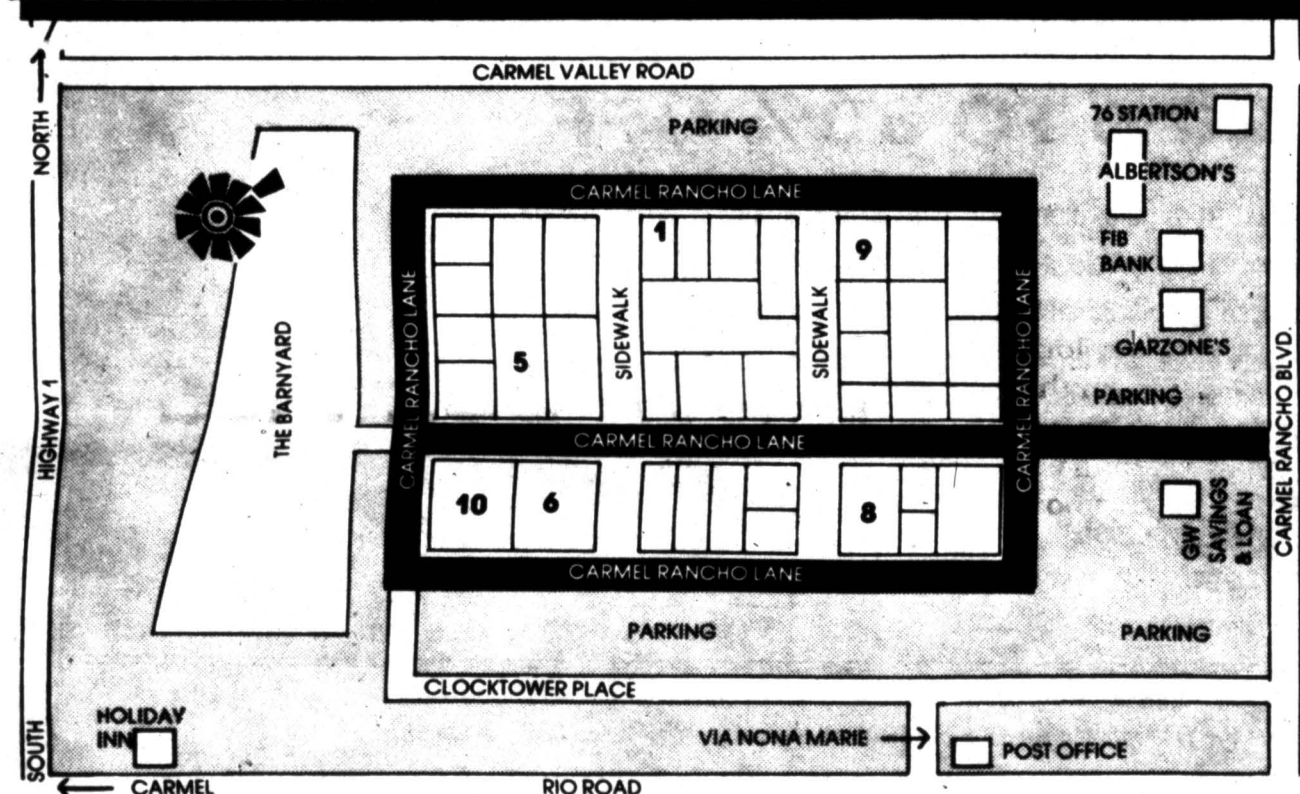 CARMEL VALLEY ROAD
NORTH
PARKING
76 STATION
ALBERTSON'S
CARMEL RANCHO LANE
1
9
FIB
BANK
CARMEL RANCHO LANE
SIDEWALK
SIDEWALK
CARMEL RANCHO LANE
GARZONE'S
5
THE BARNYARD
HIGHWAY 1
PARKING
CARMEL RANCHO BLVD.
CARMEL RANCHO LANE
10
6
8
GW
SAVINGS
& LOAN
CARMEL RANCHO LANE
PARKING
PARKING
CLOCKTOWER PLACE
HOLIDAY
INN
SOUTH
VIA NONA MARIE
POST OFFICE
CARMEL
RIO ROAD